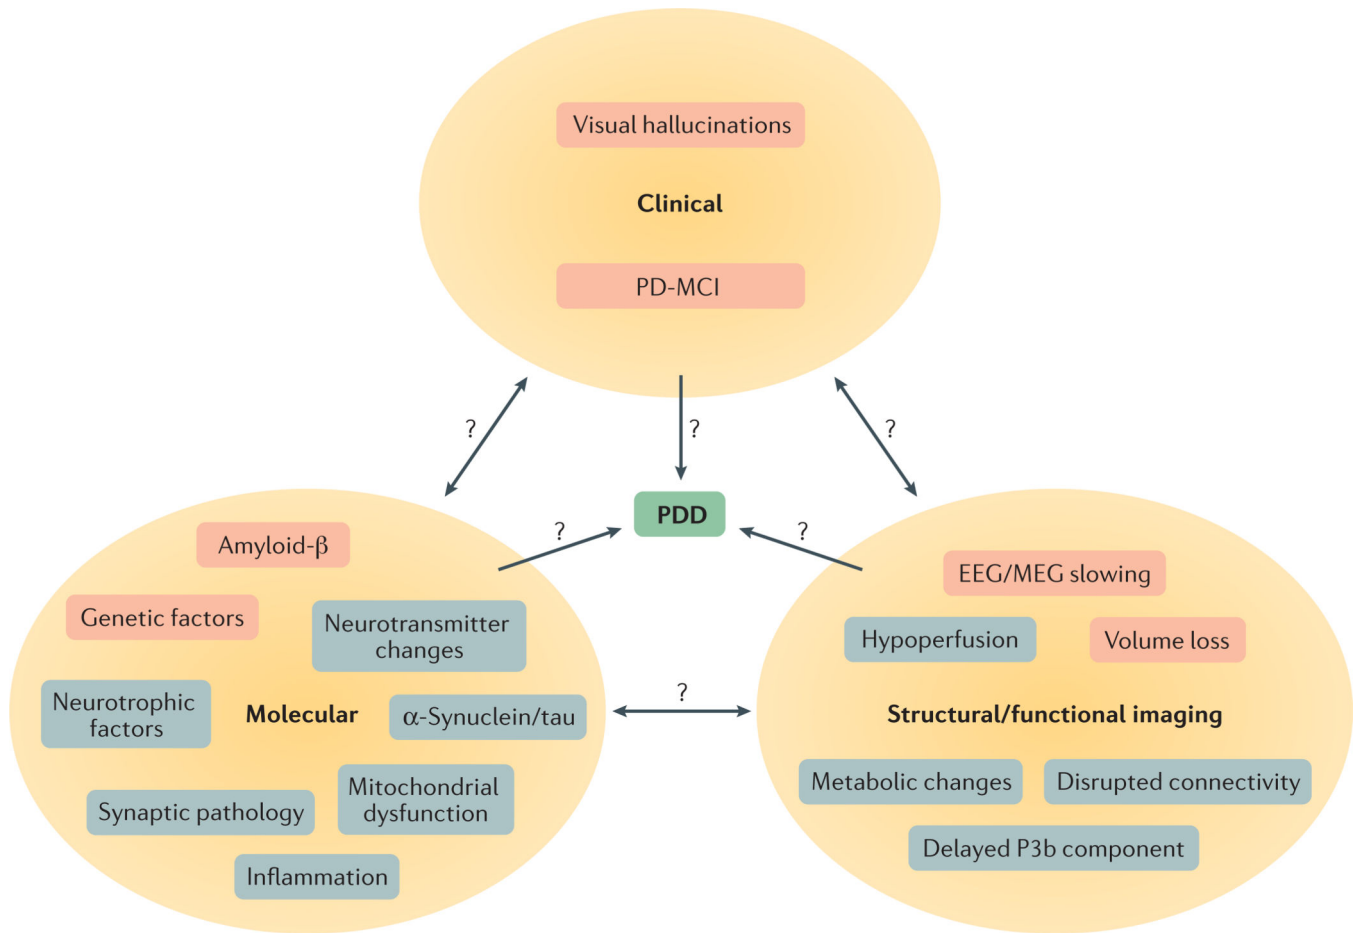 Visual hallucinations
Clinical
PD-MCI
?
?
?
PDD
?
?
Amyloid-β
Genetic factors
Neurotransmitter
changes
Neurotrophic
factors
Molecular
α-Synuclein/tau
Synaptic pathology
Mitochondrial
dysfunction
Inflammation
?
EEG/MEG slowing
Hypoperfusion
Volume loss
Structural/functional imaging
Metabolic changes
Disrupted connectivity
Delayed P3b component